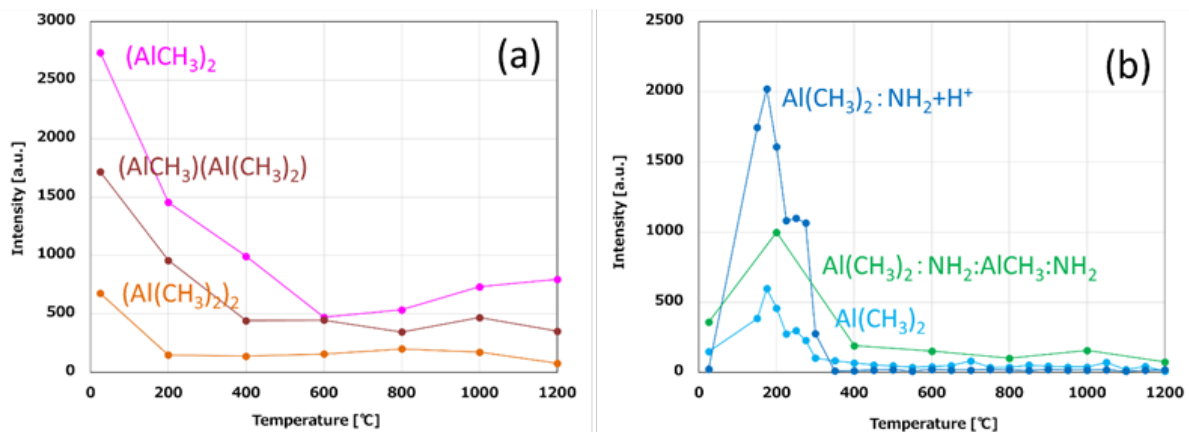 (a)
3000
2500
2000
1500
1000
500
0
Intensity [a.u.]
(AlCH₃)₂
(AlCH₃)(Al(CH₃)₂)
(Al(CH₃)₂)₂
0 200 400 600 800 1000 1200
Temperature [℃]
(b)
2500
2000
1500
1000
500
0
Intensity [a.u.]
Al(CH₃)₂：NH₂+H⁺
Al(CH₃)₂：NH₂:AlCH₃:NH₂
Al(CH₃)₂
0 200 400 600 800 1000 1200
Temperature [℃]